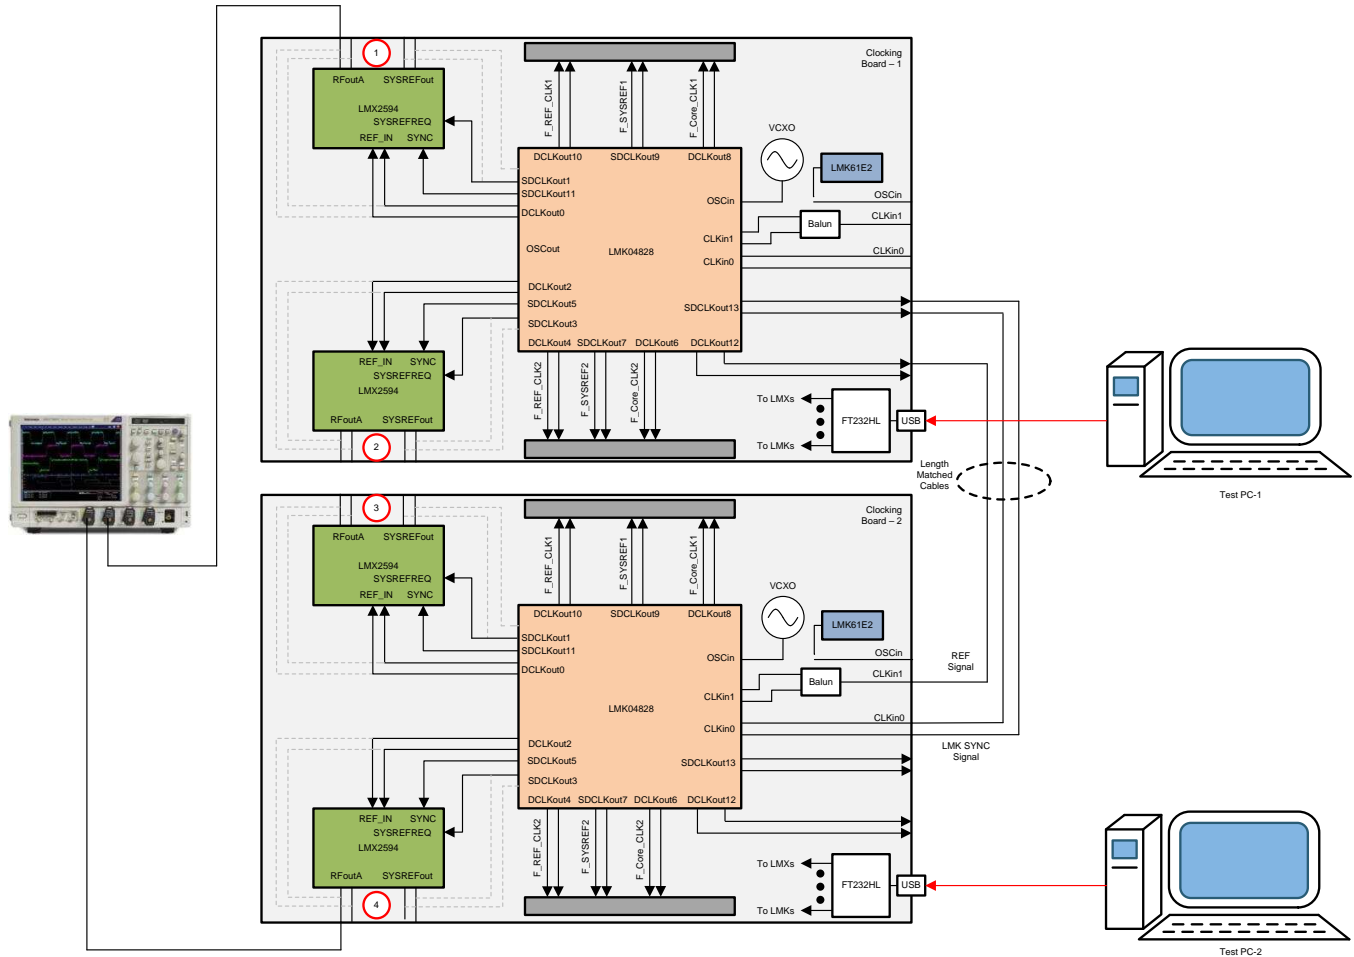 1
Clocking
Board – 1
RFoutA
SYSREFout
LMX2594
SYSREFREQ
REF_IN
SYNC
F_REF_CLK1
F_SYSREF1
F_Core_CLK1
VCXO
LMK61E2
DCLKout10
SDCLKout9
DCLKout8
SDCLKout1
SDCLKout11
DCLKout0
OSCin
OSCin
CLKin1
Balun
CLKin1
CLKin0
CLKin0
OSCout
LMK04828
DCLKout2
SDCLKout5
SDCLKout3
SDCLKout13
DCLKout4
SDCLKout7
DCLKout6
DCLKout12
REF_IN
SYNC
SYSREFREQ
LMX2594
RFoutA
SYSREFout
2
F_REF_CLK2
F_SYSREF2
F_Core_CLK2
To LMXs
To LMKs
FT232HL
USB
Length
Matched
Cables
Test PC-1
3
Clocking
Board – 2
RFoutA
SYSREFout
LMX2594
SYSREFREQ
REF_IN
SYNC
F_REF_CLK1
F_SYSREF1
F_Core_CLK1
VCXO
LMK61E2
DCLKout10
SDCLKout9
DCLKout8
SDCLKout1
SDCLKout11
DCLKout0
OSCin
OSCin
REF
Signal
CLKin1
Balun
CLKin1
CLKin0
CLKin0
LMK04828
LMK SYNC
Signal
DCLKout2
SDCLKout5
SDCLKout3
SDCLKout13
DCLKout4
SDCLKout7
DCLKout6
DCLKout12
REF_IN
SYNC
SYSREFREQ
LMX2594
RFoutA
SYSREFout
4
F_REF_CLK2
F_SYSREF2
F_Core_CLK2
To LMXs
To LMKs
FT232HL
USB
Test PC-2